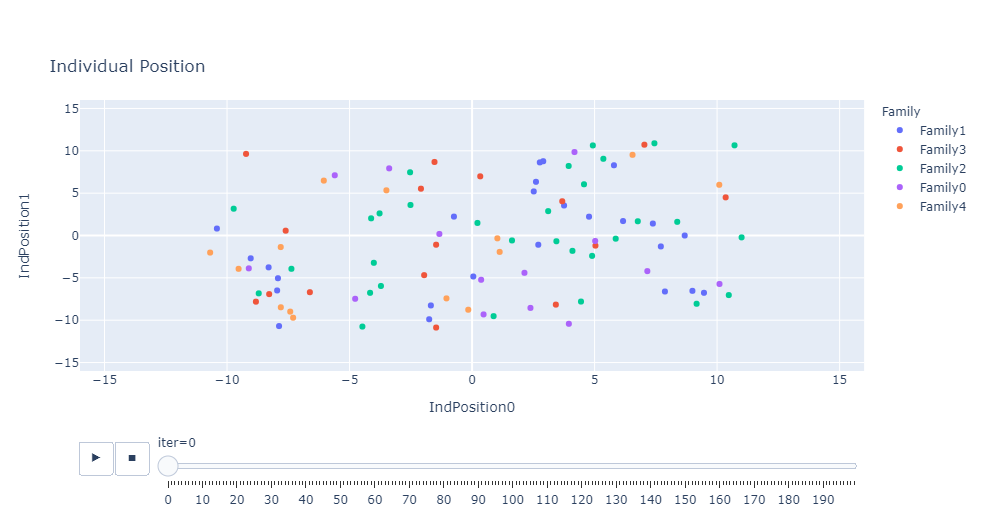 Individual Position
15
10
5
0
−5
−10
−15
IndPosition1
−15 −10 −5 0 5 10 15
IndPosition0
Family
Family1
Family3
Family2
Family0
Family4
iter=0
0 10 20 30 40 50 60 70 80 90 100 110 120 130 140 150 160 170 180 190